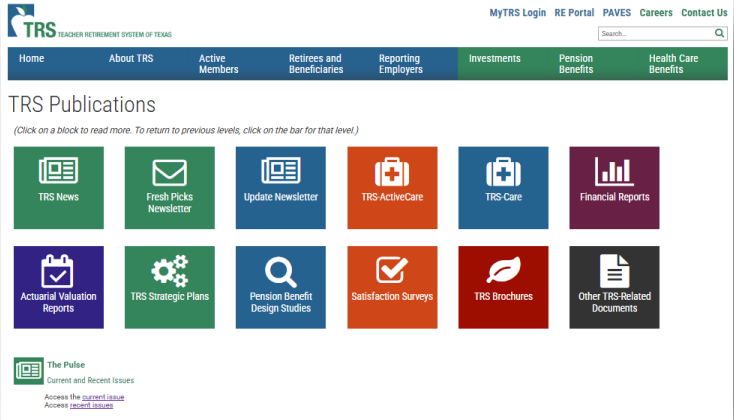 MyTRS Login RE Portal PAVES Careers Contact Us
TRS TEACHER RETIREMENT SYSTEM OF TEXAS
Search...
Home
About TRS
Active
Members
Retirees and
Beneficiaries
Reporting
Employers
Investments
Pension
Benefits
Health Care
Benefits
TRS Publications
(Click on a block to read more. To return to previous levels, click on the bar for that level.)
TRS News
Fresh Picks
Newsletter
Update Newsletter
TRS-ActiveCare
TRS-Care
Financial Reports
Actuarial Valuation
Reports
TRS Strategic Plans
Pension Benefit
Design Studies
Satisfaction Surveys
TRS Brochures
Other TRS-Related
Documents
The Pulse
Current and Recent Issues
Access the current issue
Access recent issues